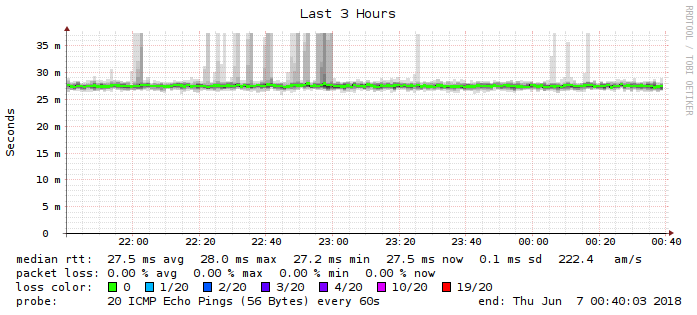 Last 3 Hours
RRDTOOL / TOBI OETIKER
Seconds
35 m
30 m
25 m
20 m
15 m
10 m
5 m
0
22:00 22:20 22:40 23:00 23:20 23:40 00:00 00:20 00:40
median rtt: 27.5 ms avg 28.0 ms max 27.2 ms min 27.5 ms now 0.1 ms sd 222.4 am/s
packet loss: 0.00 % avg 0.00 % max 0.00 % min 0.00 % now
loss color: 0 1/20 2/20 3/20 4/20 10/20 19/20
probe: 20 ICMP Echo Pings (56 Bytes) every 60s end: Thu Jun 7 00:40:03 2018